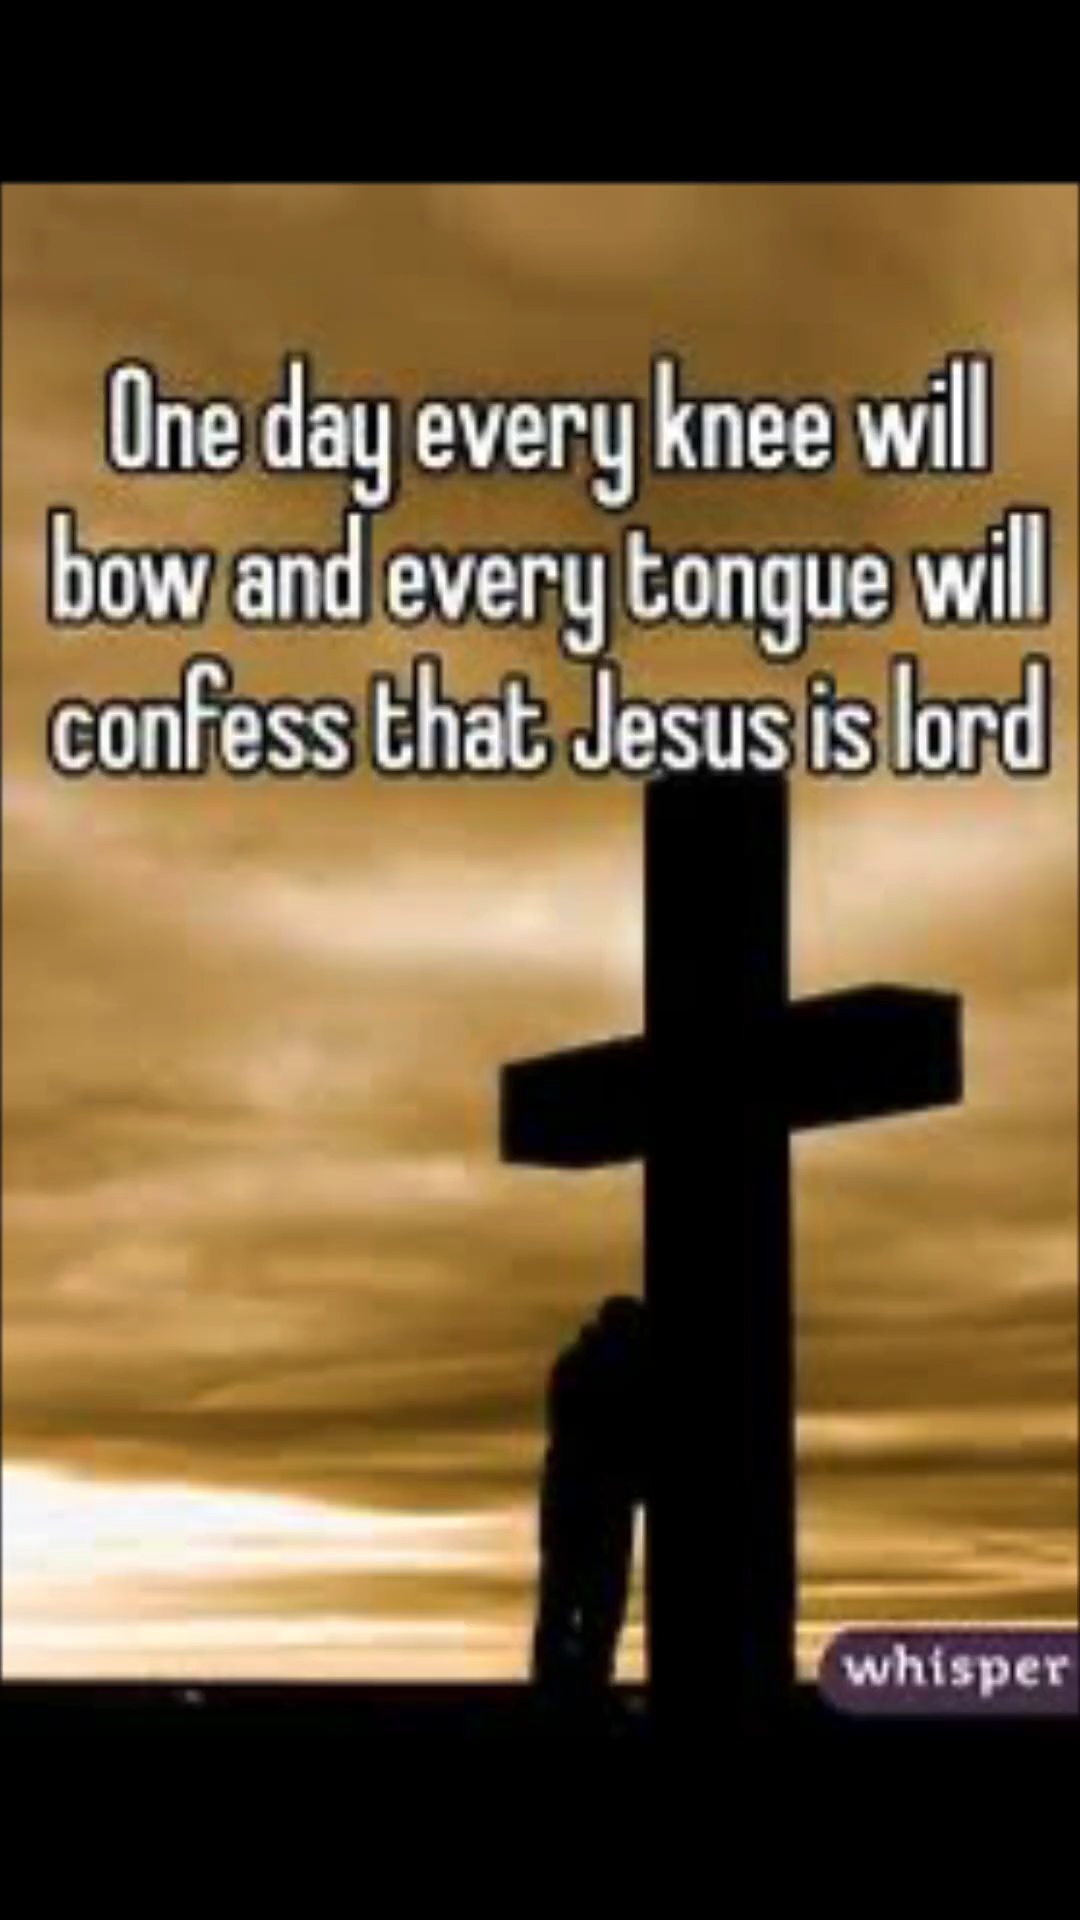 One day every knee will
bow and every tongue will
confess that Jesus is lord
whisper